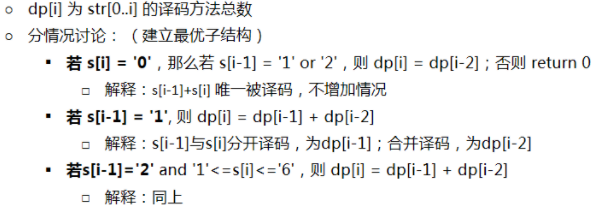 dp[i] 为 str[0..i] 的译码方法总数
分情况讨论：（建立最优子结构）
若 s[i] = '0'，那么若 s[i-1] = '1' or '2'，则 dp[i] = dp[i-2]；否则 return 0
解释：s[i-1]+s[i] 唯一被译码，不增加情况
若 s[i-1] = '1', 则 dp[i] = dp[i-1] + dp[i-2]
解释：s[i-1]与s[i]分开译码，为dp[i-1]；合并译码，为dp[i-2]
若s[i-1]='2' and '1'<=s[i]<='6'，则 dp[i] = dp[i-1] + dp[i-2]
解释：同上